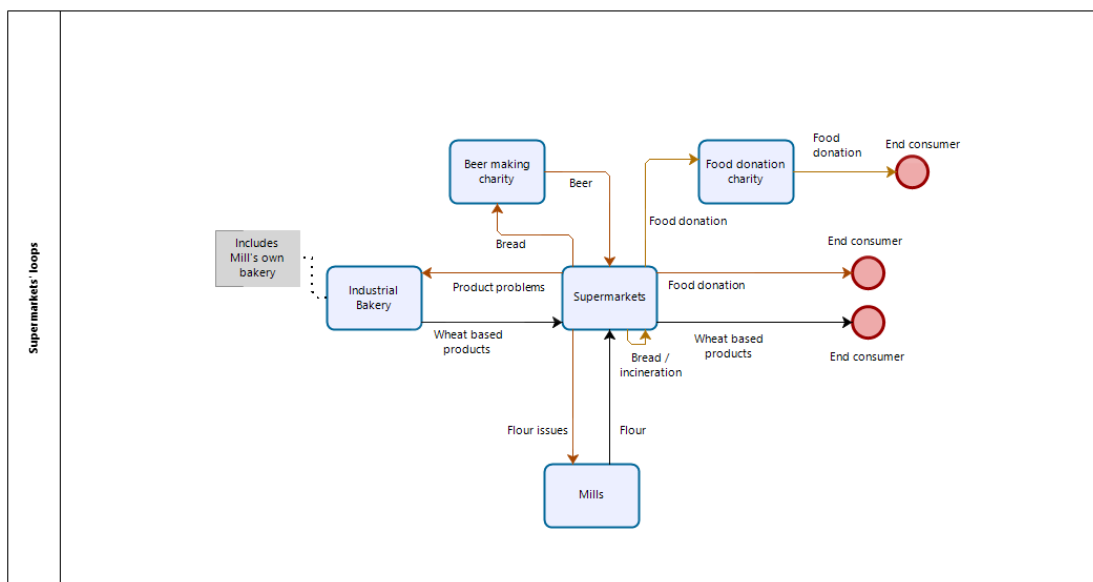 Supermarkets' loops
Food
donation
End consumer
Beer making
charity
Beer
Food donation
charity
Food donation
Bread
Includes
Mill's own
bakery
End consumer
Industrial
Bakery
Product problems
Supermarkets
Food donation
Wheat based
products
Bread /
incineration
Wheat based
products
End consumer
Flour issues
Flour
Mills